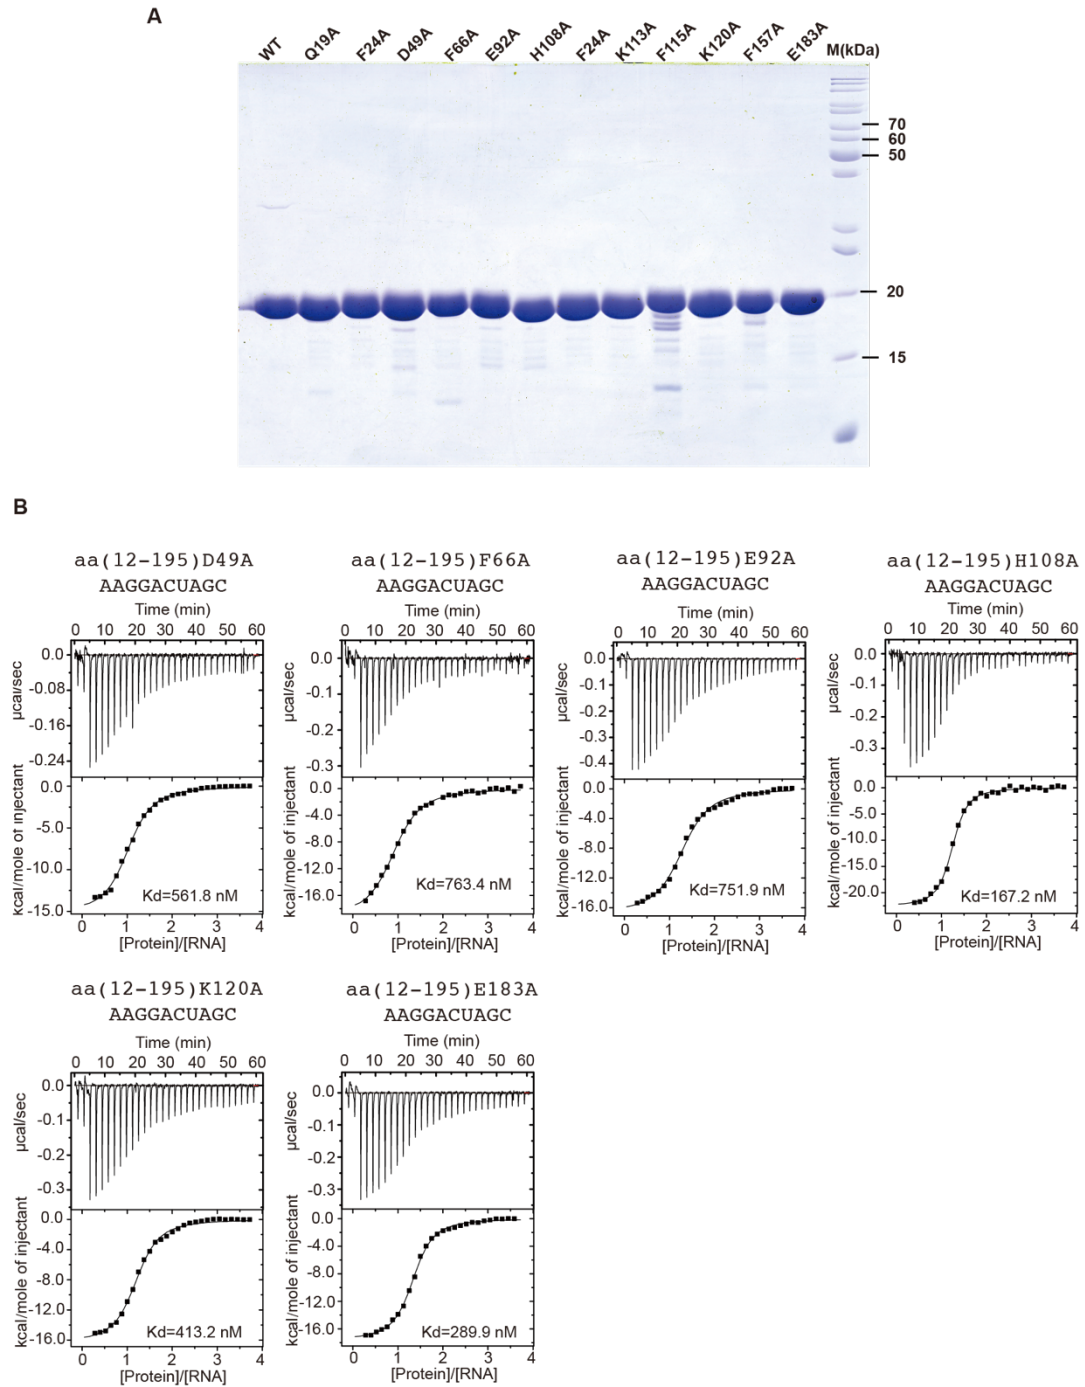 A
WT Q19A F24A D49A F66A E92A H108A F24A K113A F115A K120A F157A E183A M(kDa)
70
60
50
20
15
B
aa(12-195)D49A
AAGGACUAGC
Time (min)
0 10 20 30 40 50 60
µcal/sec
0.0
-0.08
-0.16
-0.24
kcal/mole of injectant
0.0
-5.0
-10.0
-15.0
Kd=561.8 nM
0 1 2 3 4
[Protein]/[RNA]
aa(12-195)F66A
AAGGACUAGC
Time (min)
0 10 20 30 40 50 60
µcal/sec
0.0
-0.1
-0.2
-0.3
kcal/mole of injectant
0.0
-4.0
-8.0
-12.0
-16.0
Kd=763.4 nM
0 1 2 3 4
[Protein]/[RNA]
aa(12-195)E92A
AAGGACUAGC
Time (min)
0 10 20 30 40 50 60
µcal/sec
0.0
-0.1
-0.2
-0.3
-0.4
kcal/mole of injectant
0.0
-4.0
-8.0
-12.0
-16.0
Kd=751.9 nM
0 1 2 3 4
[Protein]/[RNA]
aa(12-195)H108A
AAGGACUAGC
Time (min)
0 10 20 30 40 50 60
µcal/sec
0.0
-0.1
-0.2
-0.3
kcal/mole of injectant
0.0
-5.0
-10.0
-15.0
-20.0
Kd=167.2 nM
0 1 2 3 4
[Protein]/[RNA]
aa(12-195)K120A
AAGGACUAGC
Time (min)
0 10 20 30 40 50 60
µcal/sec
0.0
-0.1
-0.2
-0.3
kcal/mole of injectant
0.0
-4.0
-8.0
-12.0
-16.0
Kd=413.2 nM
0 1 2 3 4
[Protein]/[RNA]
aa(12-195)E183A
AAGGACUAGC
Time (min)
0 10 20 30 40 50 60
µcal/sec
0.0
-0.1
-0.2
-0.3
kcal/mole of injectant
0.0
-4.0
-8.0
-12.0
-16.0
Kd=289.9 nM
0 1 2 3 4
[Protein]/[RNA]